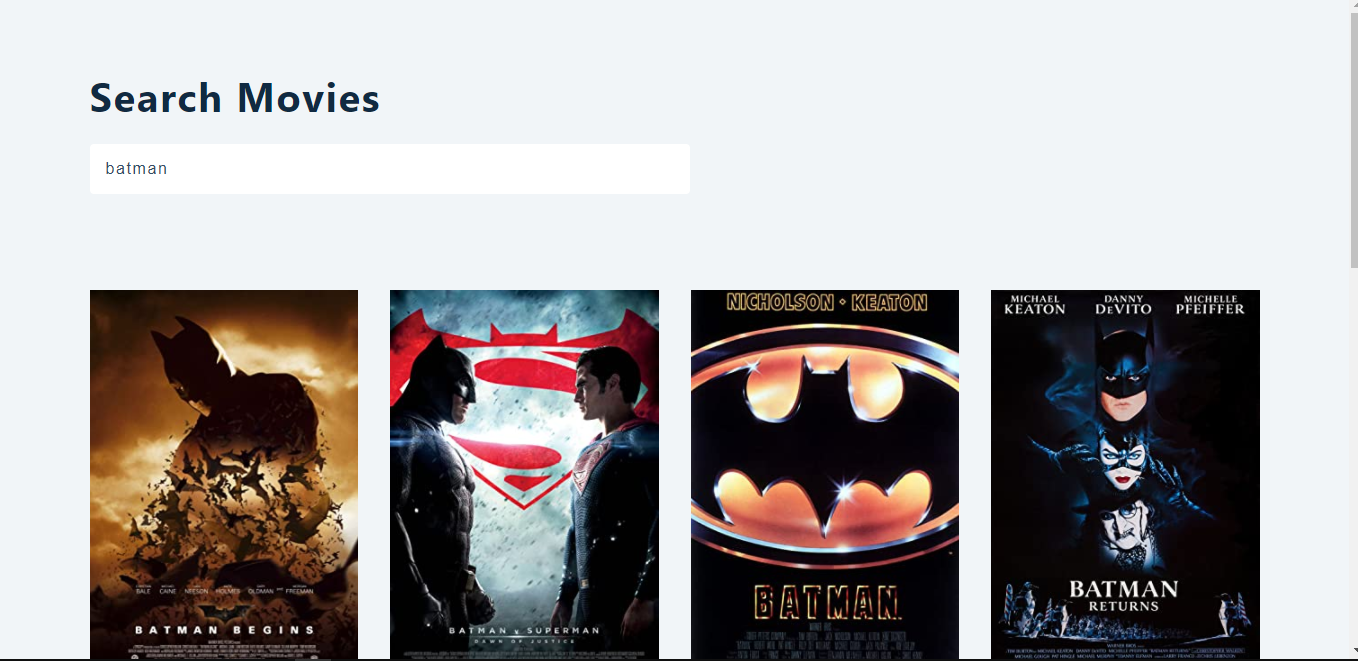 Search Movies
batman
NICHOLSON • KEATON
MICHAEL KEATON
DANNY DEVITO
MICHELLE PFEIFFER
BALE CAINE NEESON HOLMES OLDMAN AND FREEMAN
BATMAN BEGINS
BATMAN V SUPERMAN
DAWN OF JUSTICE
BATMAN
BATMAN
RETURNS